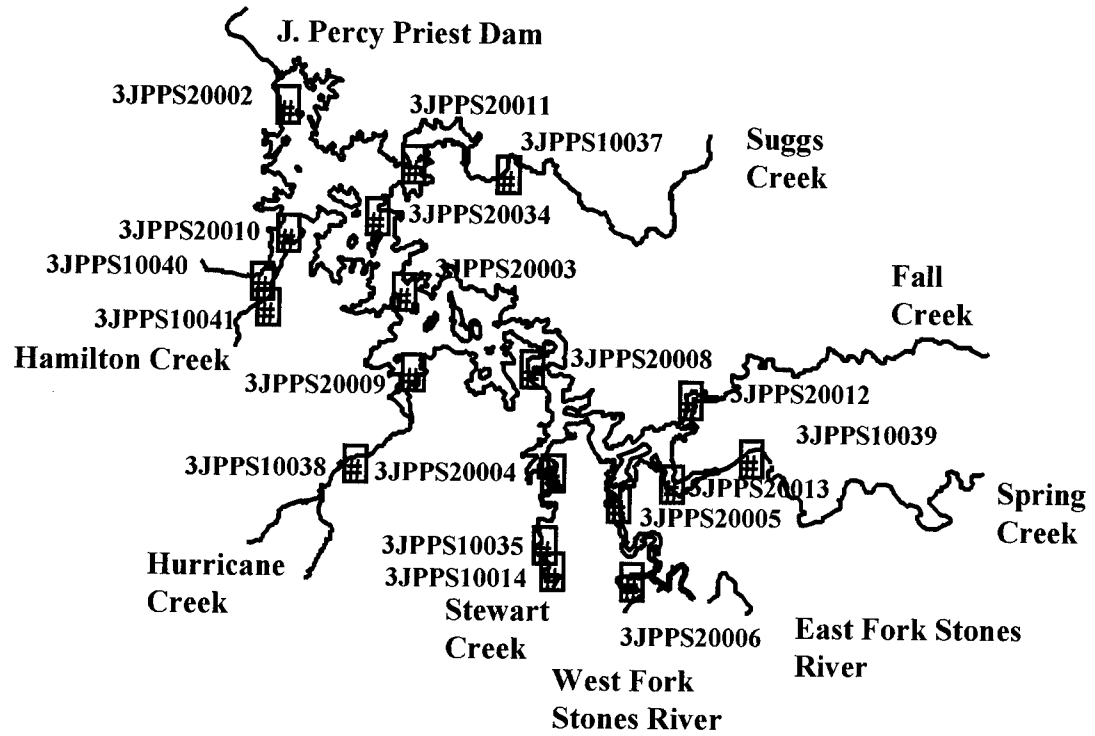 J. Percy Priest Dam
3JPPS20002
3JPPS20011
3JPPS10037
Suggs
Creek
3JPPS20034
3JPPS20010
3JPPS10040
3JPPS20003
Fall
Creek
3JPPS10041
Hamilton Creek
3JPPS20008
3JPPS20009
3JPPS20012
3JPPS10039
3JPPS10038
3JPPS20004
3JPPS20013
Spring
Creek
3JPPS20005
3JPPS10035
Hurricane
Creek
3JPPS10014
Stewart
Creek
3JPPS20006
East Fork Stones
River
West Fork
Stones River